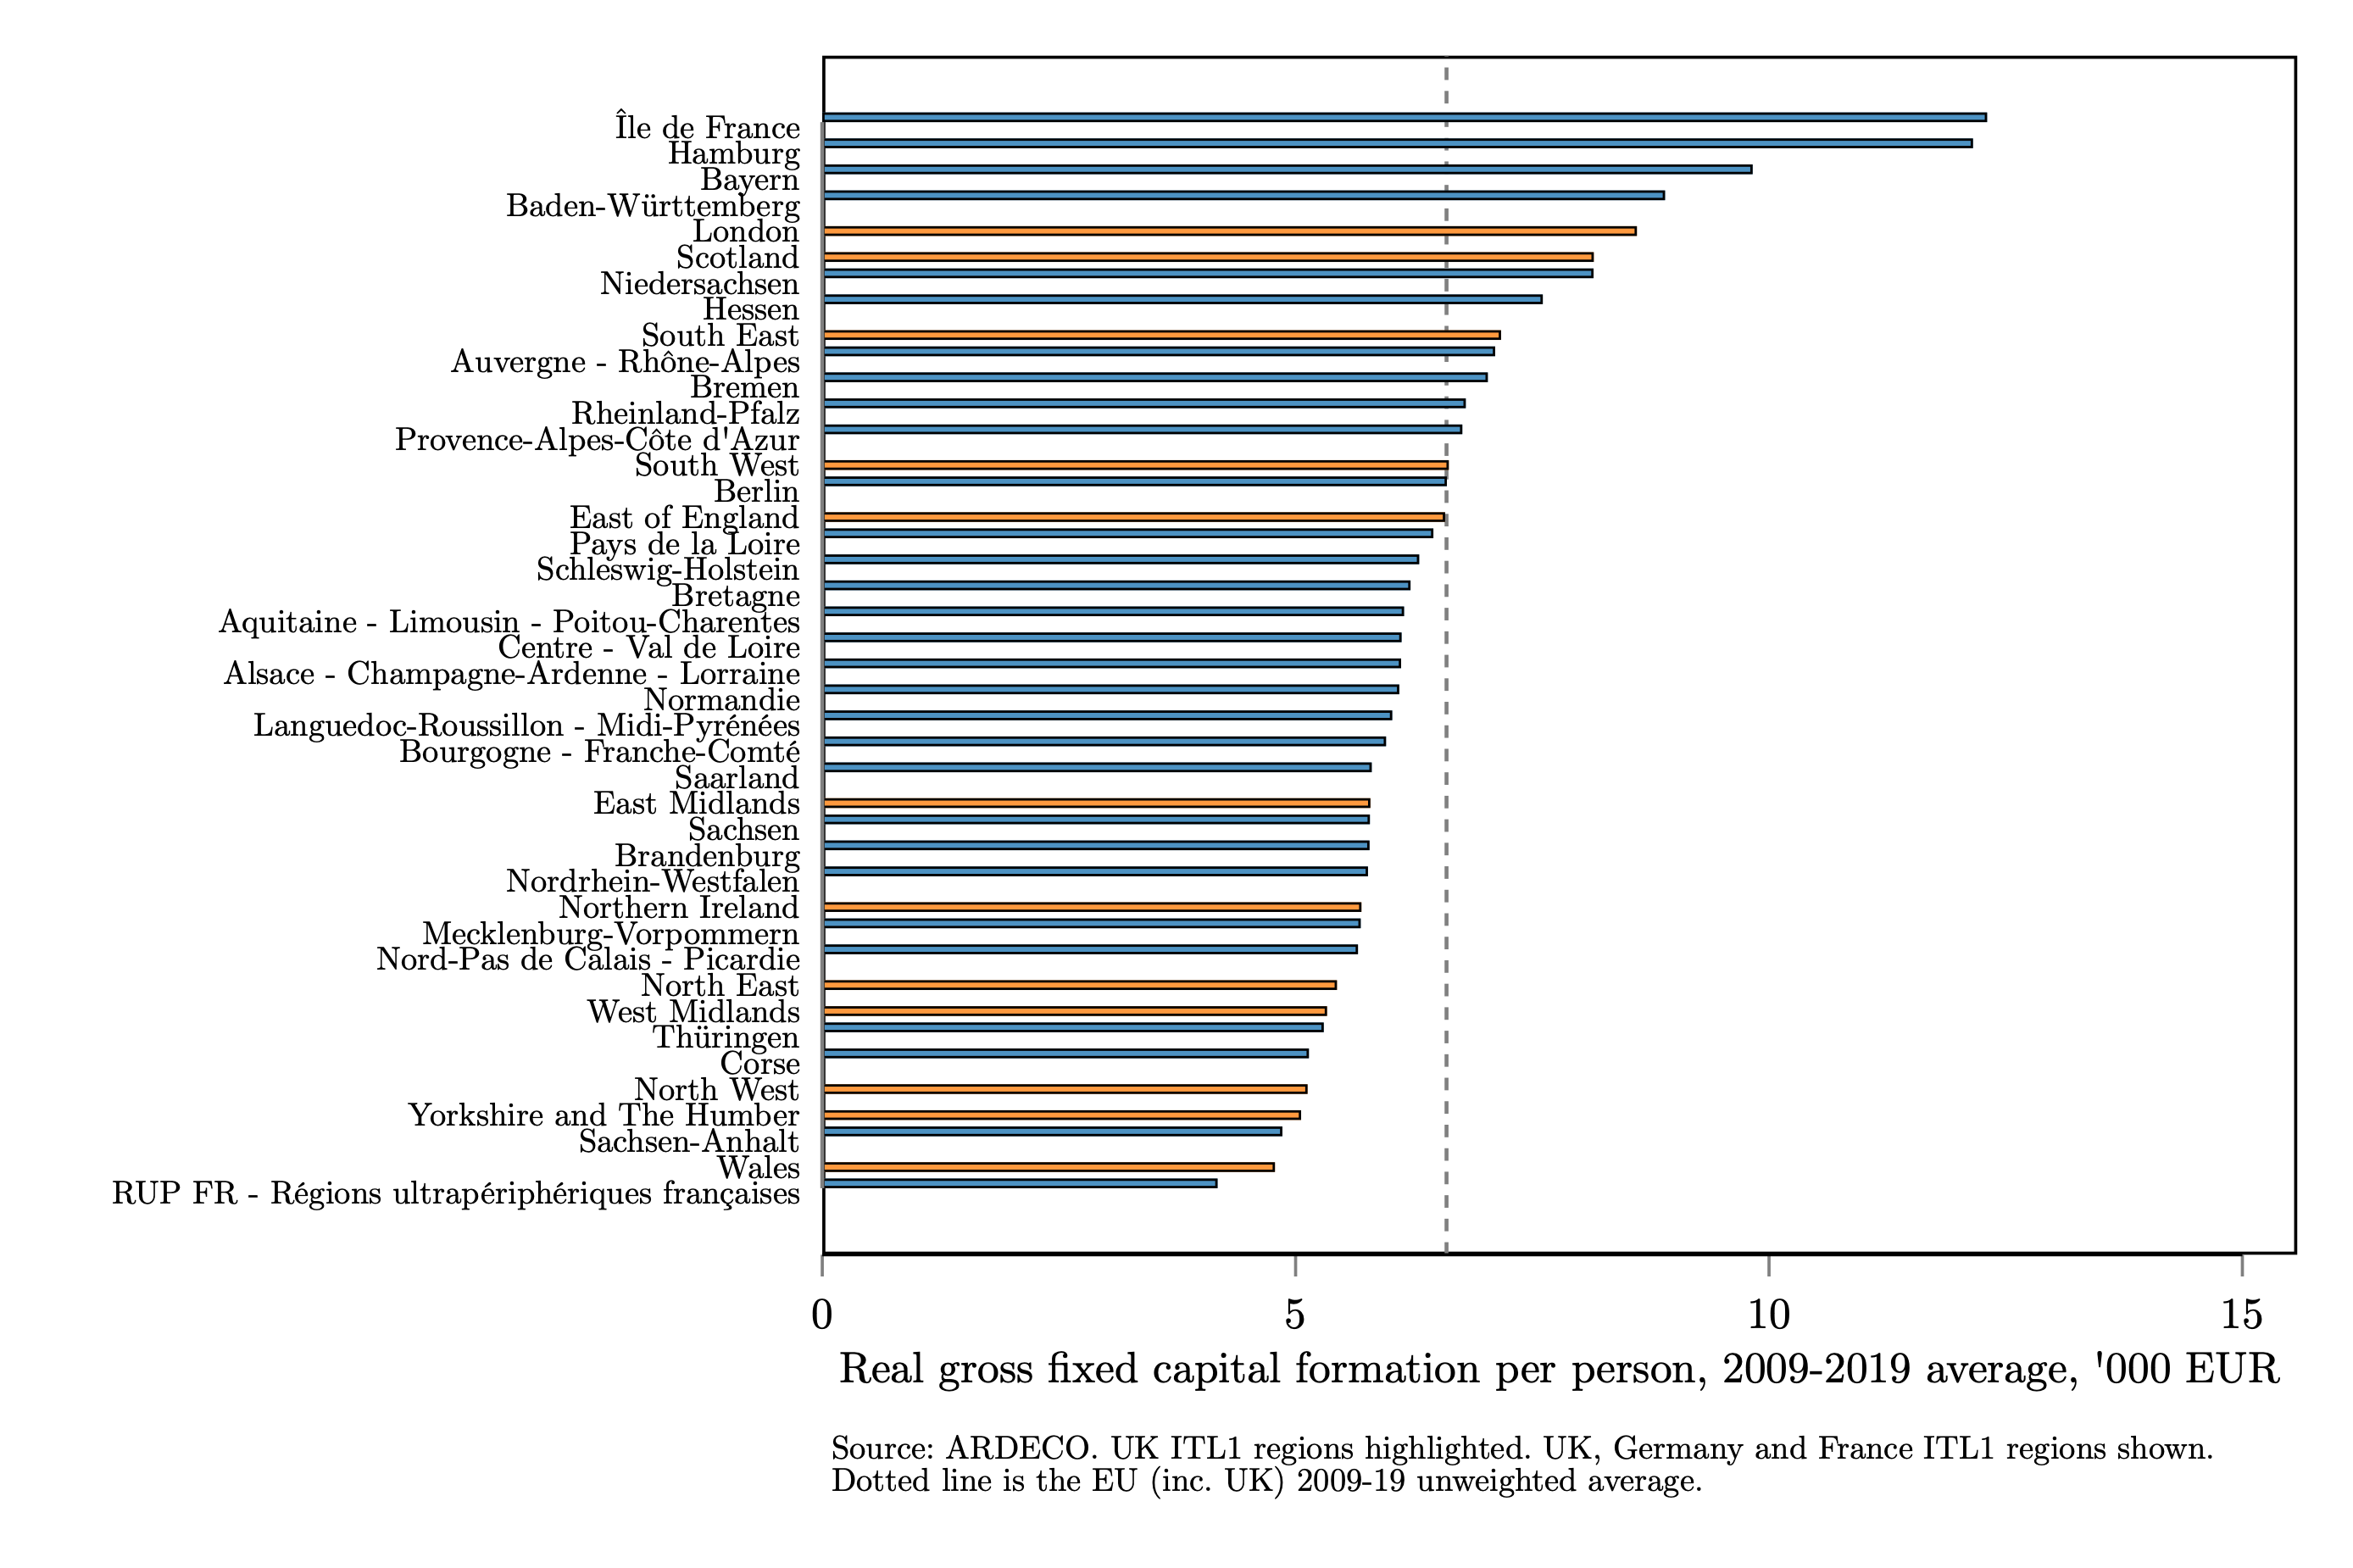 Île de France
Hamburg
Bayern
Baden-Württemberg
London
Scotland
Niedersachsen
Hessen
South East
Auvergne - Rhône-Alpes
Bremen
Rheinland-Pfalz
Provence-Alpes-Côte d'Azur
South West
Berlin
East of England
Pays de la Loire
Schleswig-Holstein
Bretagne
Aquitaine - Limousin - Poitou-Charentes
Centre - Val de Loire
Alsace - Champagne-Ardenne - Lorraine
Normandie
Languedoc-Roussillon - Midi-Pyrénées
Bourgogne - Franche-Comté
Saarland
East Midlands
Sachsen
Brandenburg
Nordrhein-Westfalen
Northern Ireland
Mecklenburg-Vorpommern
Nord-Pas de Calais - Picardie
North East
West Midlands
Thüringen
Corse
North West
Yorkshire and The Humber
Sachsen-Anhalt
Wales
RUP FR - Régions ultrapériphériques françaises
0 5 10 15
Real gross fixed capital formation per person, 2009-2019 average, '000 EUR
Source: ARDECO. UK ITL1 regions highlighted. UK, Germany and France ITL1 regions shown.
Dotted line is the EU (inc. UK) 2009-19 unweighted average.